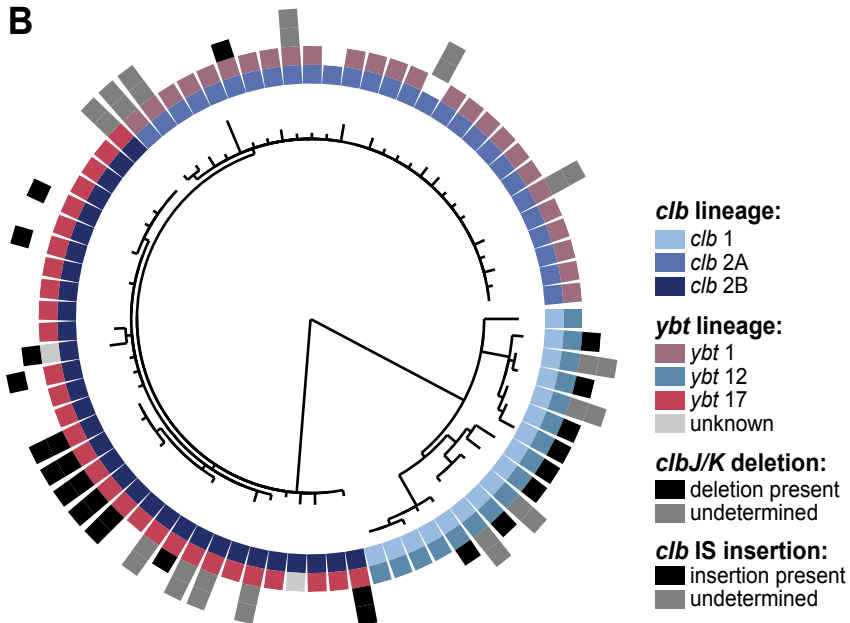 B
clb lineage:
clb 1
clb 2A
clb 2B
ybt lineage:
ybt 1
ybt 12
ybt 17
unknown
clbJ/K deletion:
deletion present
undetermined
clb IS insertion:
insertion present
undetermined